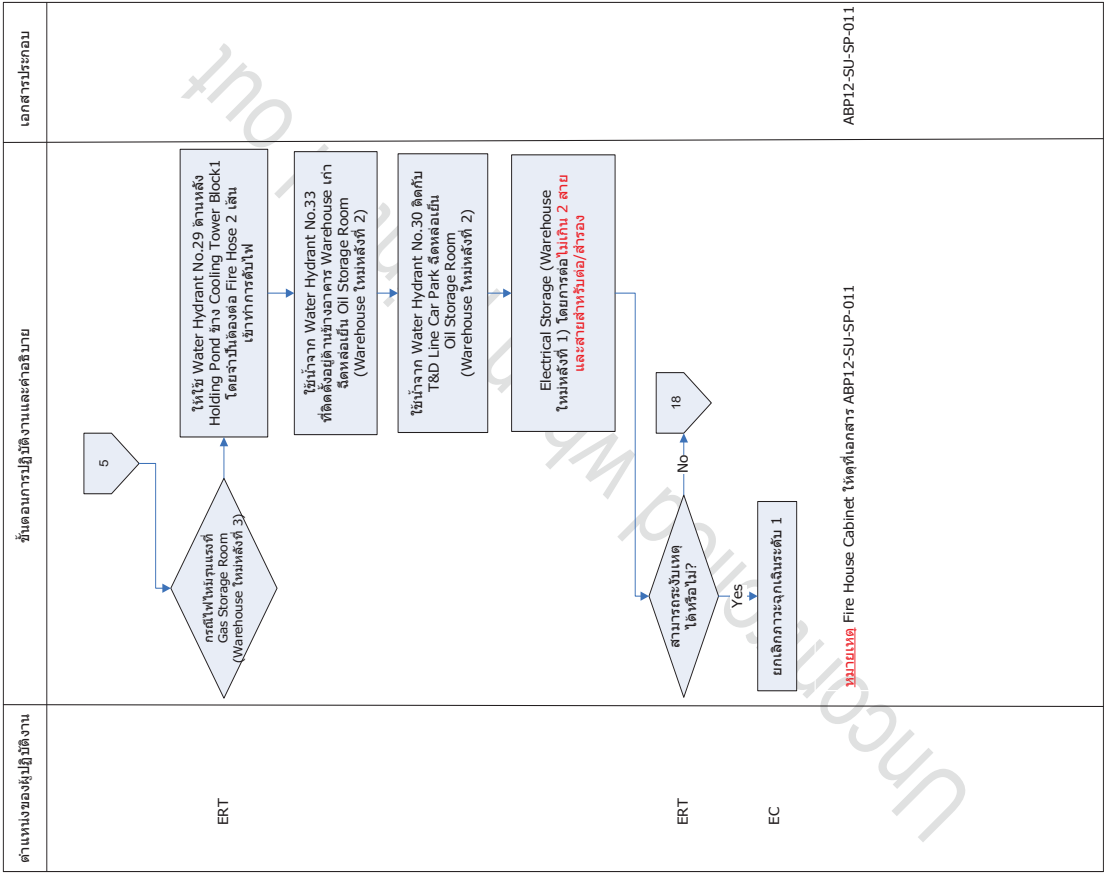 ตำแหน่งของผู้ปฏิบัติงาน
ขั้นตอนการปฏิบัติงานและคำอธิบาย
เอกสารประกอบ
5
ERT
กรณีไฟไหม้รุนแรงที่
Gas Storage Room
(Warehouse ใหม่หลังที่ 3)
ให้ใช้ Water Hydrant No.29 ด้านหลัง
Holding Pond ข้าง Cooling Tower Block1
โดยจำป็นต้องต่อ Fire Hose 2 เส้น
เข้าทำการดับไฟ
ใช้น้ำจาก Water Hydrant No.33
ที่ติดตั้งอยู่ด้านข้างอาคาร Warehouse เก่า
ฉีดหล่อเย็น Oil Storage Room
(Warehouse ใหม่หลังที่ 2)
ใช้น้ำจาก Water Hydrant No.30 ติดกับ
T&D Line Car Park ฉีดหล่อเย็น
Oil Storage Room
(Warehouse ใหม่หลังที่ 2)
Electrical Storage (Warehouse
ใหม่หลังที่ 1) โดยการต่อไม่เกิน 2 สาย
และสายสำหรับต่อ/สำรอง
ERT
สามารถระงับเหตุ
ได้หรือไม่?
No
18
Yes
EC
ยกเลิกภาวะฉุกเฉินระดับ 1
หมายเหตุ Fire House Cabinet ให้ดูที่เอกสาร ABP12-SU-SP-011
ABP12-SU-SP-011